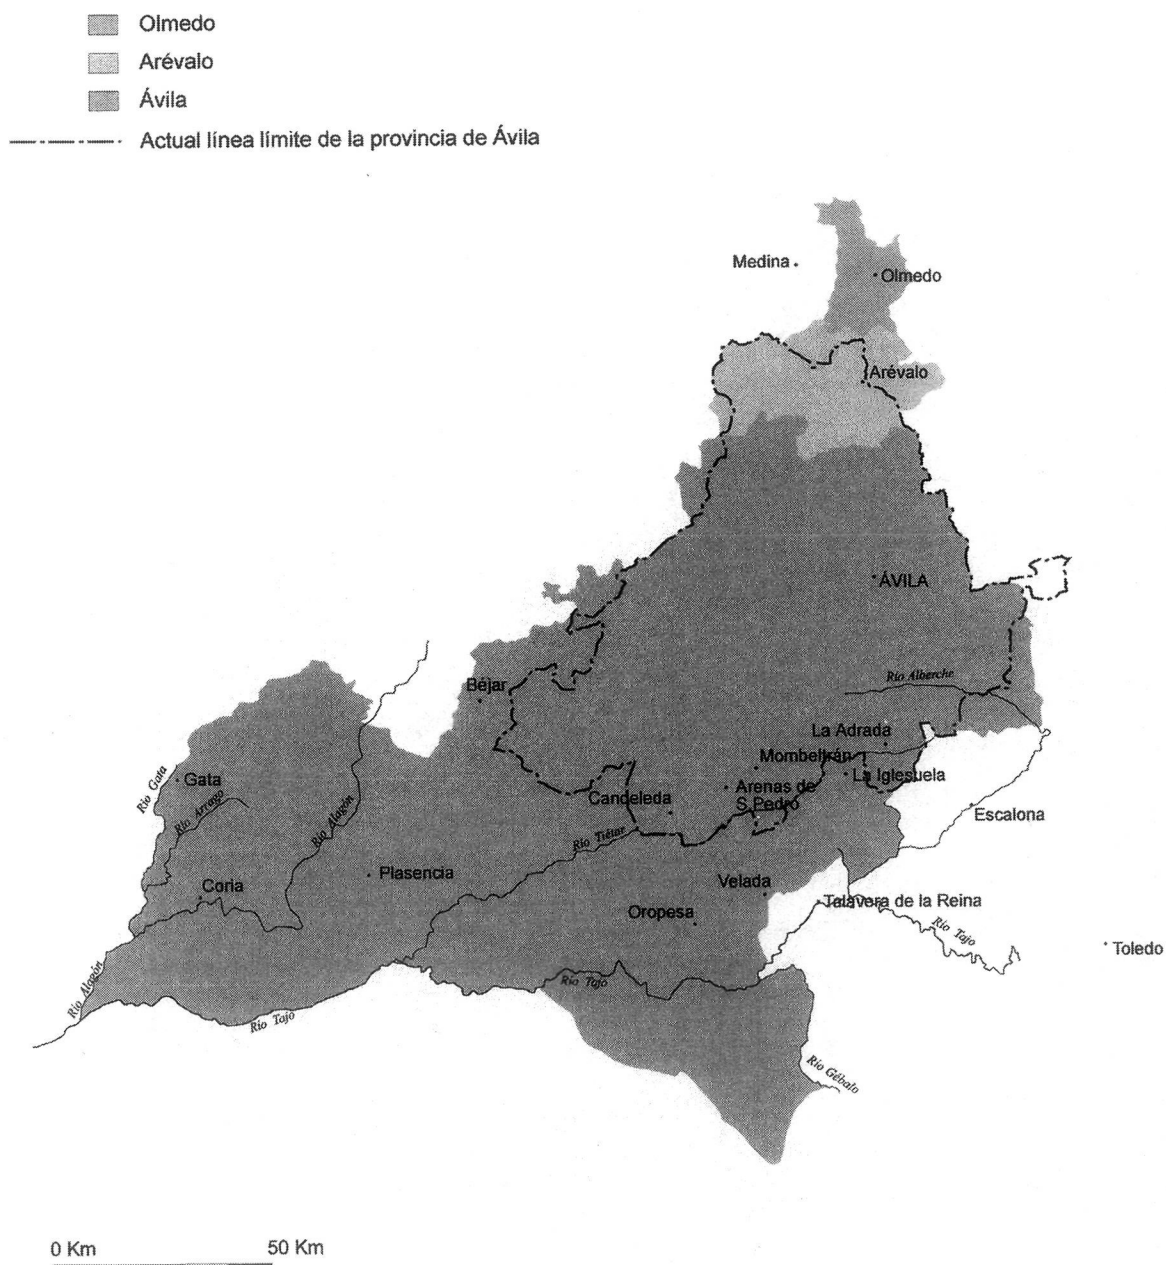 Olmedo
Arévalo
Ávila
Actual línea límite de la provincia de Ávila
Medina
Olmedo
Arévalo
ÁVILA
Río Alberche
Béjar
La Adrada
Mombeltrán
La Iglesuela
Gata
Río Gata
Arenas de
S. Pedro
Candeleda
Río Árrago
Río Alagón
Escalona
Río Tiétar
Plasencia
Velada
Coria
Talavera de la Reina
Oropesa
Río Tajo
Toledo
Río Alagón
Río Tajo
Río Tajo
Río Gébalo
0 Km
50 Km